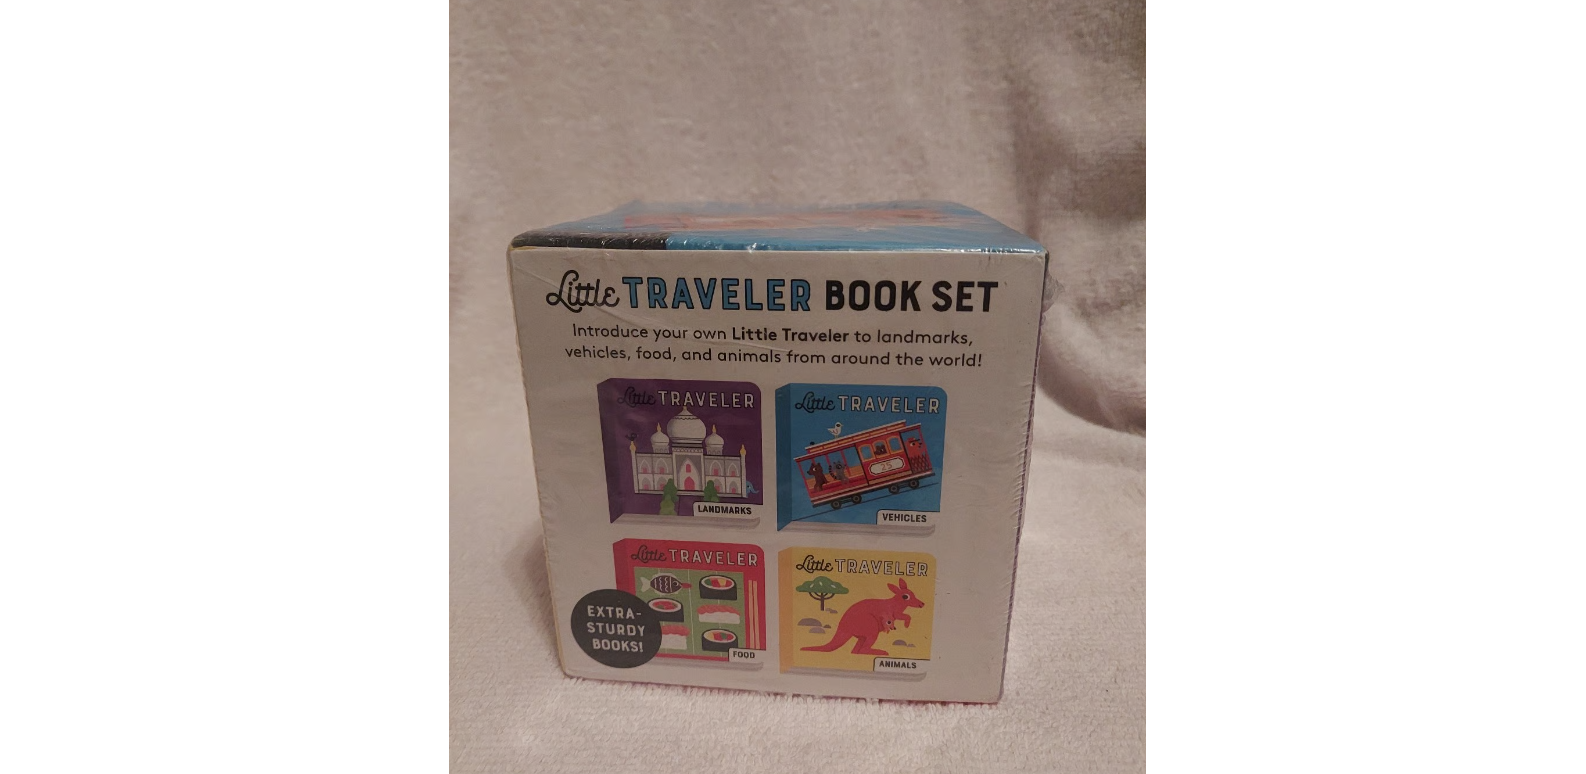 Little TRAVELER BOOK SET
Introduce your own Little Traveler to landmarks,
vehicles, food, and animals from around the world!
Little TRAVELER
LANDMARKS
Little TRAVELER
25
VEHICLES
Little TRAVELER
FOOD
Little TRAVELER
ANIMALS
EXTRA-
STURDY
BOOKS!